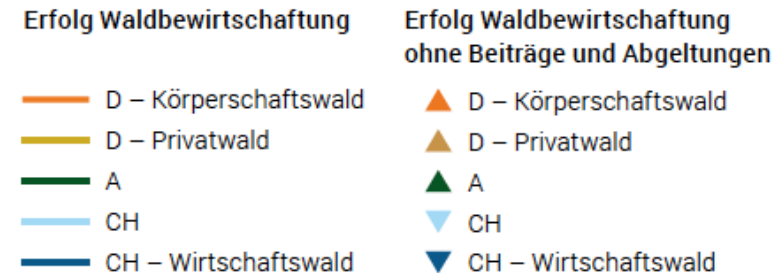 Erfolg Waldbewirtschaftung
D – Körperschaftswald
D – Privatwald
A
CH
CH – Wirtschaftswald
Erfolg Waldbewirtschaftung
ohne Beiträge und Abgeltungen
D – Körperschaftswald
D – Privatwald
A
CH
CH – Wirtschaftswald